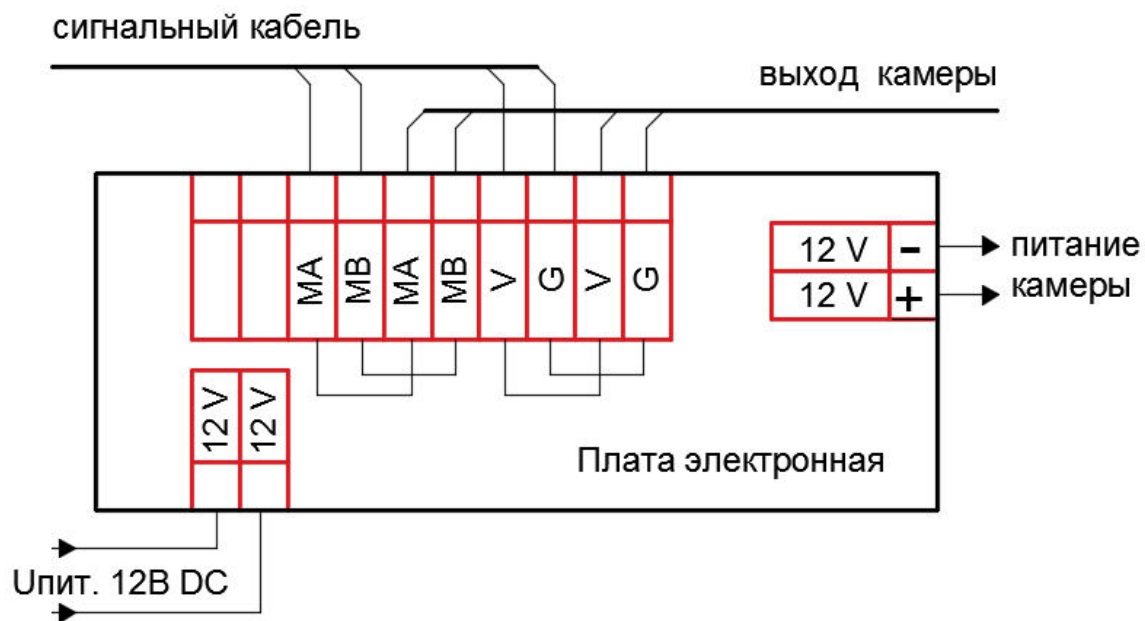 сигнальный кабель
выход камеры
MA
MB
MA
MB
V
G
V
G
12 V -
12 V +
питание
камеры
12 V
12 V
Плата электронная
Uпит. 12В DC